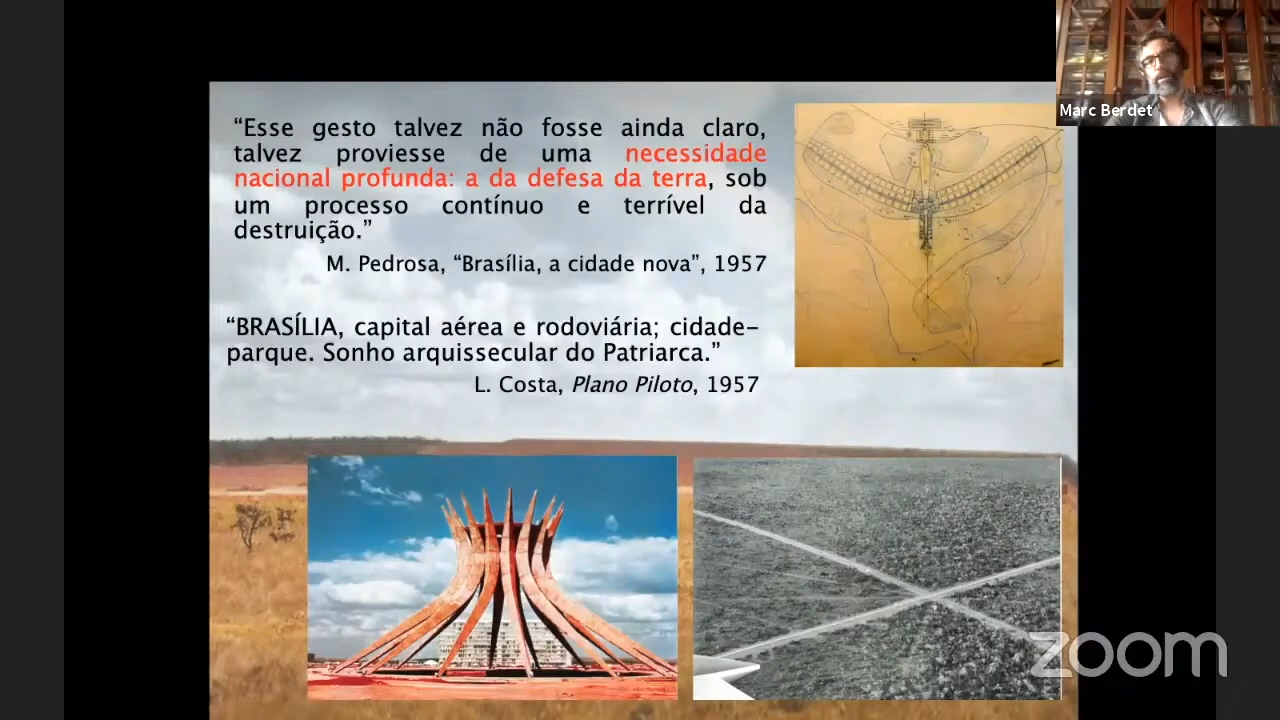 Marc Berdet
“Esse gesto talvez não fosse ainda claro,
talvez proviesse de uma necessidade
nacional profunda: a da defesa da terra, sob
um processo contínuo e terrível da
destruição.”
M. Pedrosa, “Brasília, a cidade nova”, 1957
“BRASÍLIA, capital aérea e rodoviária; cidade-
parque. Sonho arquissecular do Patriarca.”
L. Costa, Plano Piloto, 1957
zoom